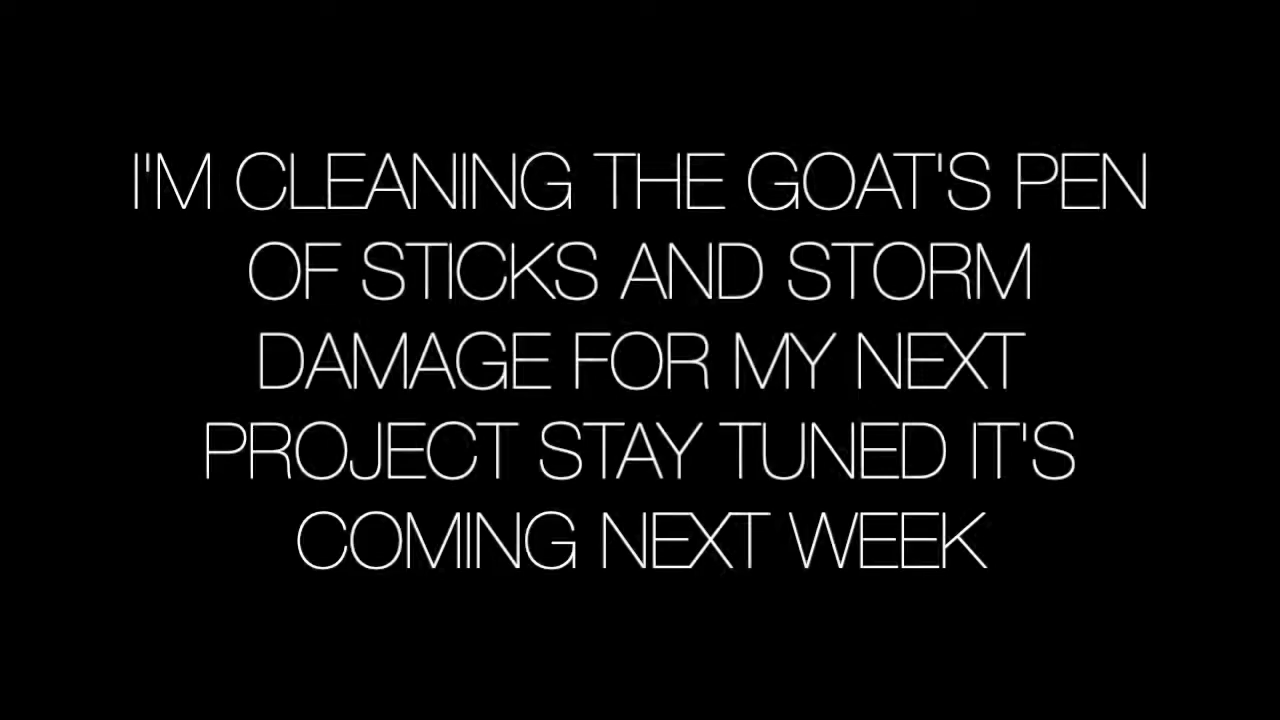 I'M CLEANING THE GOAT'S PEN
OF STICKS AND STORM
DAMAGE FOR MY NEXT
PROJECT STAY TUNED IT'S
COMING NEXT WEEK